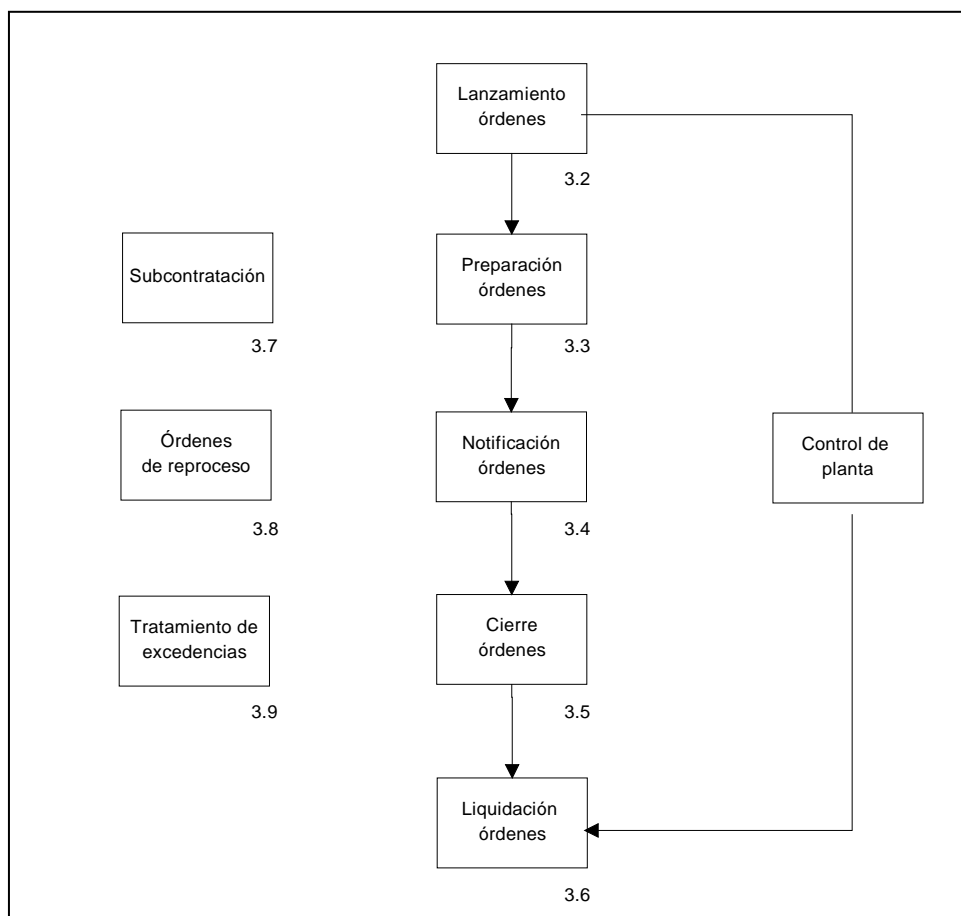 Lanzamiento
órdenes
3.2
Subcontratación
3.7
Preparación
órdenes
3.3
Órdenes
de reproceso
3.8
Notificación
órdenes
3.4
Control de
planta
Tratamiento de
excedencias
3.9
Cierre
órdenes
3.5
Liquidación
órdenes
3.6